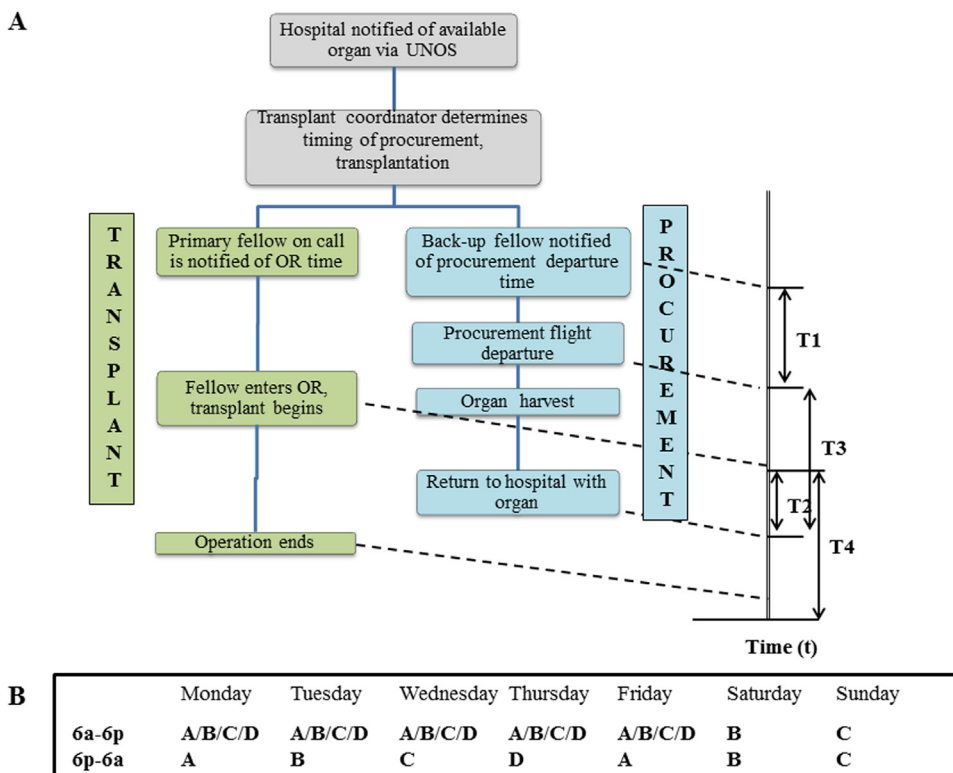 A
Hospital notified of available
organ via UNOS
Transplant coordinator determines
timing of procurement,
transplantation
TRANSPLANT
Primary fellow on call
is notified of OR time
Back-up fellow notified
of procurement departure
time
PROCUREMENT
Procurement flight
departure
T1
Fellow enters OR,
transplant begins
Organ harvest
T3
Return to hospital with
organ
T2
T4
Operation ends
Time (t)
B
Monday Tuesday Wednesday Thursday Friday Saturday Sunday
6a-6p A/B/C/D A/B/C/D A/B/C/D A/B/C/D A/B/C/D B C
6p-6a A B C D A B C